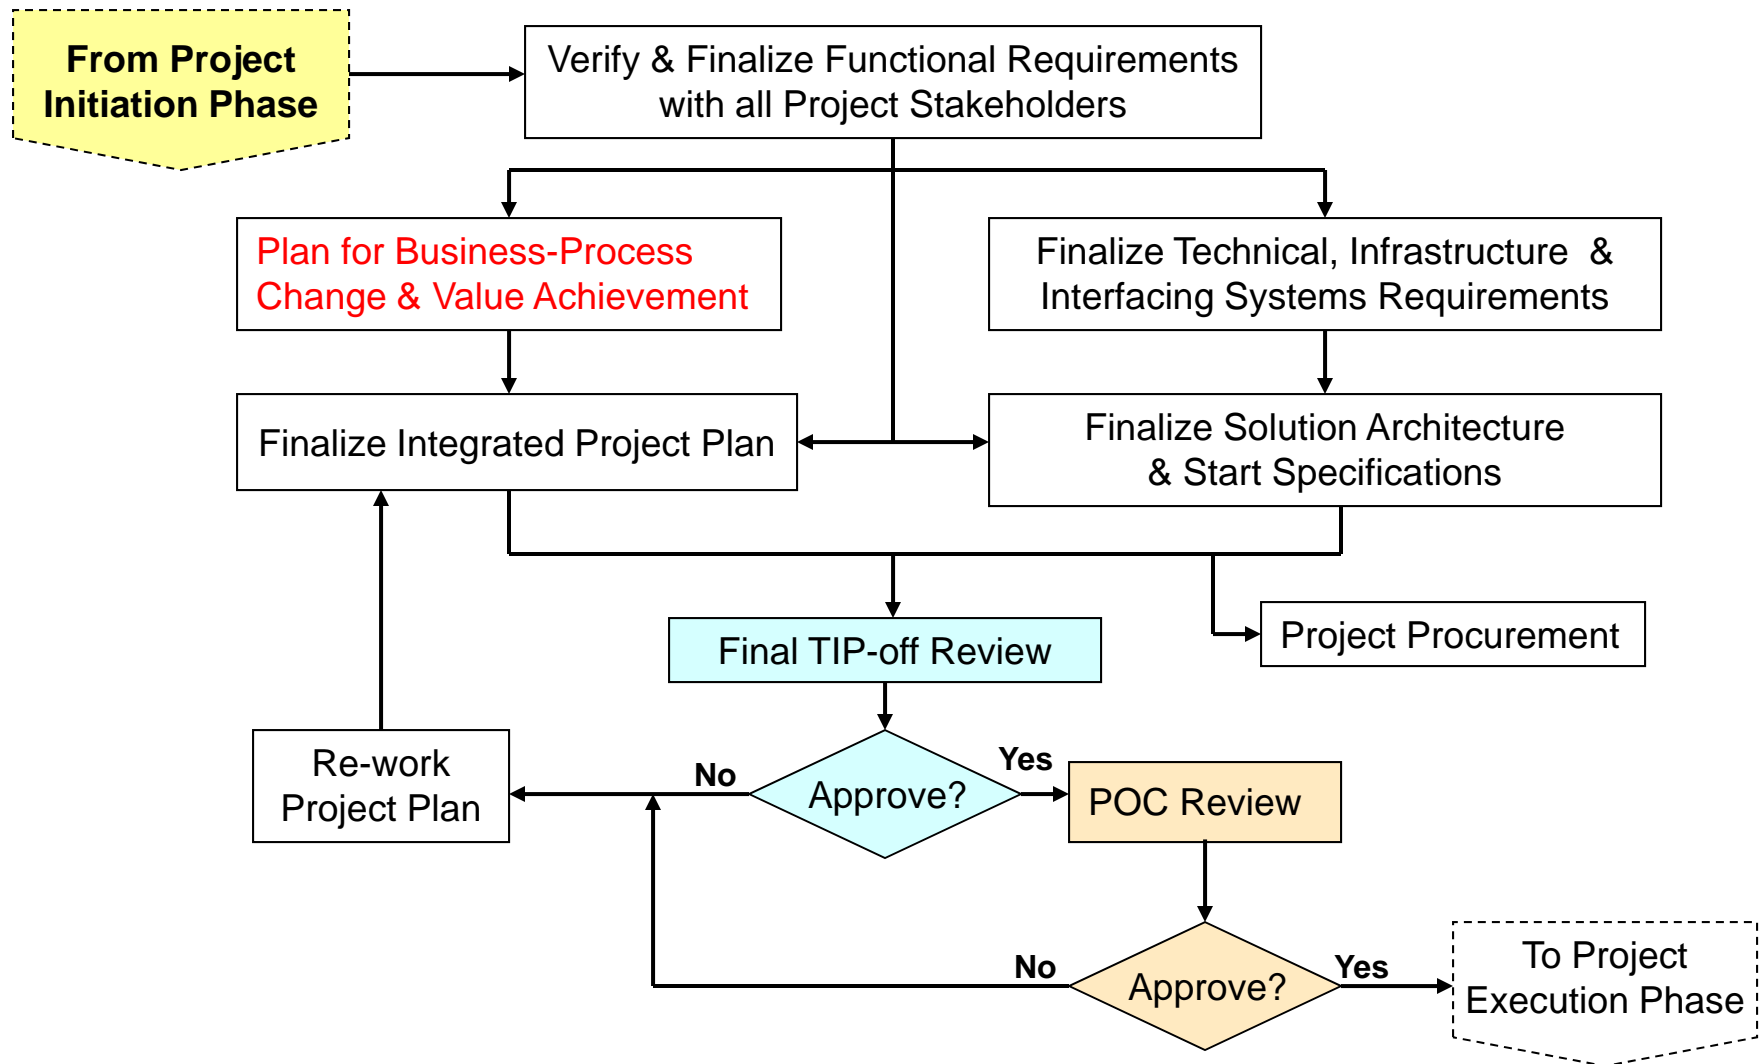 From Project
Initiation Phase
Verify & Finalize Functional Requirements
with all Project Stakeholders
Plan for Business-Process
Change & Value Achievement
Finalize Technical, Infrastructure &
Interfacing Systems Requirements
Finalize Integrated Project Plan
Finalize Solution Architecture
& Start Specifications
Final TIP-off Review
Project Procurement
Re-work
Project Plan
No
Approve?
Yes
POC Review
No
Approve?
Yes
To Project
Execution Phase